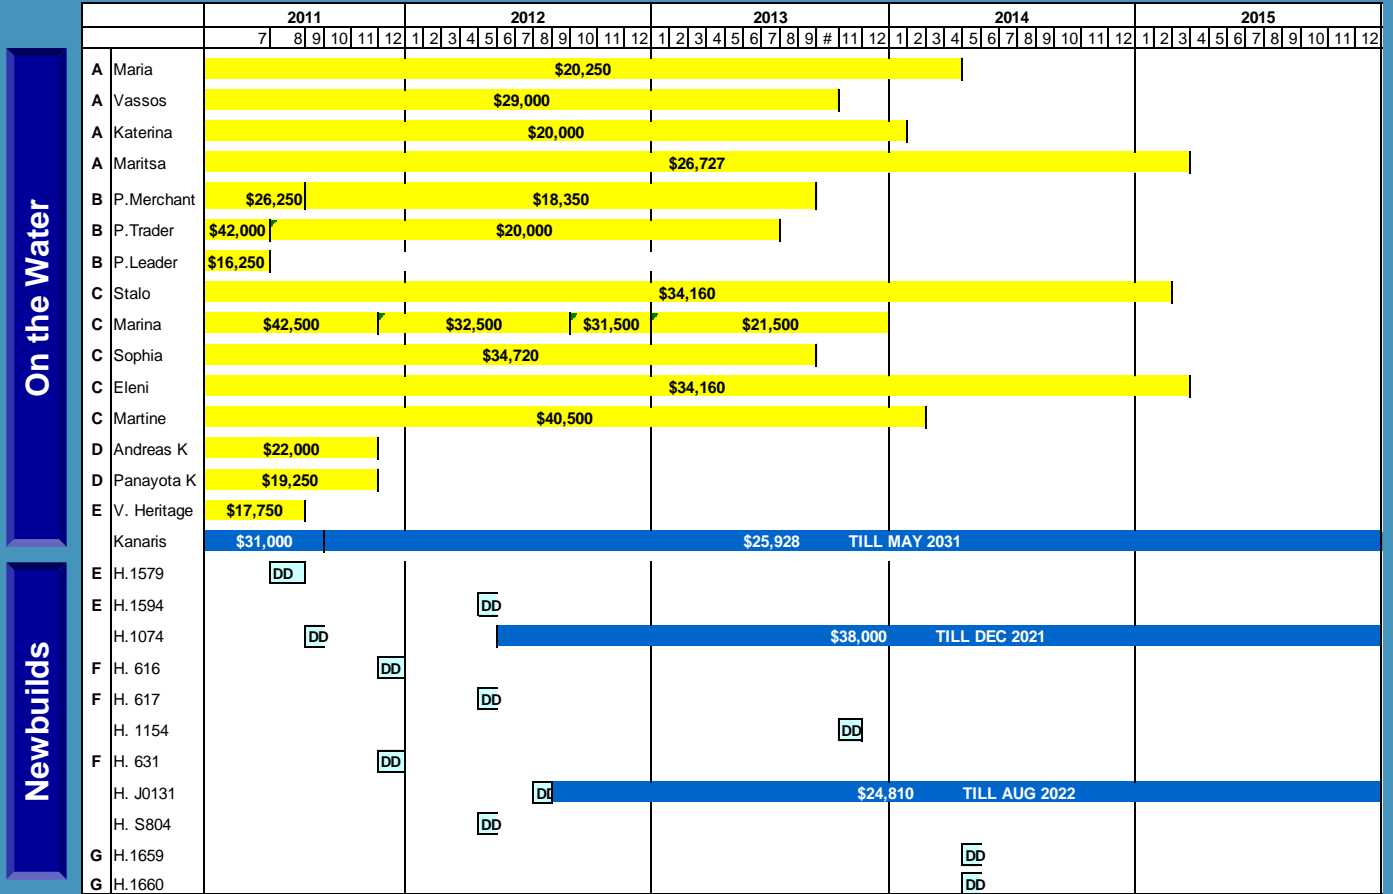 2011 2012 2013 2014 2015
7 8 9 10 11 12 1 2 3 4 5 6 7 8 9 10 11 12 1 2 3 4 5 6 7 8 9 # 11 12 1 2 3 4 5 6 7 8 9 10 11 12 1 2 3 4 5 6 7 8 9 10 11 12
On the Water
A Maria $20,250
A Vassos $29,000
A Katerina $20,000
A Maritsa $26,727
B P.Merchant $26,250 $18,350
B P.Trader $42,000 $20,000
B P.Leader $16,250
C Stalo $34,160
C Marina $42,500 $32,500 $31,500 $21,500
C Sophia $34,720
C Eleni $34,160
C Martine $40,500
D Andreas K $22,000
D Panayota K $19,250
E V. Heritage $17,750
Kanaris $31,000 $25,928 TILL MAY 2031
Newbuilds
E H.1579 DD
E H.1594 DD
H.1074 DD $38,000 TILL DEC 2021
F H. 616 DD
F H. 617 DD
H. 1154 DD
F H. 631 DD
H. J0131 DD $24,810 TILL AUG 2022
H. S804 DD
G H.1659 DD
G H.1660 DD